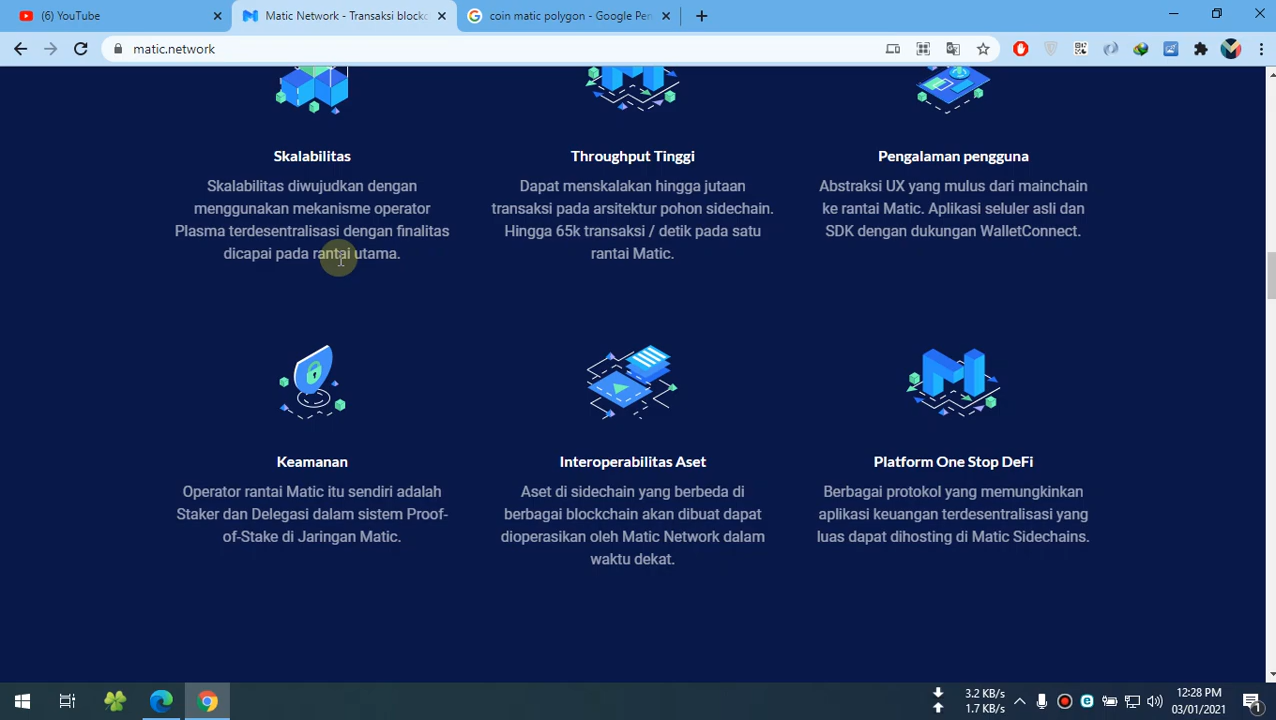 (6) YouTube
Matic Network - Transaksi blockc
coin matic polygon - Google Pen
matic.network
Skalabilitas
Skalabilitas diwujudkan dengan
menggunakan mekanisme operator
Plasma terdesentralisasi dengan finalitas
dicapai pada rantai utama.
Throughput Tinggi
Dapat menskalakan hingga jutaan
transaksi pada arsitektur pohon sidechain.
Hingga 65k transaksi / detik pada satu
rantai Matic.
Pengalaman pengguna
Abstraksi UX yang mulus dari mainchain
ke rantai Matic. Aplikasi seluler asli dan
SDK dengan dukungan WalletConnect.
Keamanan
Operator rantai Matic itu sendiri adalah
Staker dan Delegasi dalam sistem Proof-
of-Stake di Jaringan Matic.
Interoperabilitas Aset
Aset di sidechain yang berbeda di
berbagai blockchain akan dibuat dapat
dioperasikan oleh Matic Network dalam
waktu dekat.
Platform One Stop DeFi
Berbagai protokol yang memungkinkan
aplikasi keuangan terdesentralisasi yang
luas dapat dihosting di Matic Sidechains.
3.2 KB/s
1.7 KB/s
12:28 PM
03/01/2021
1